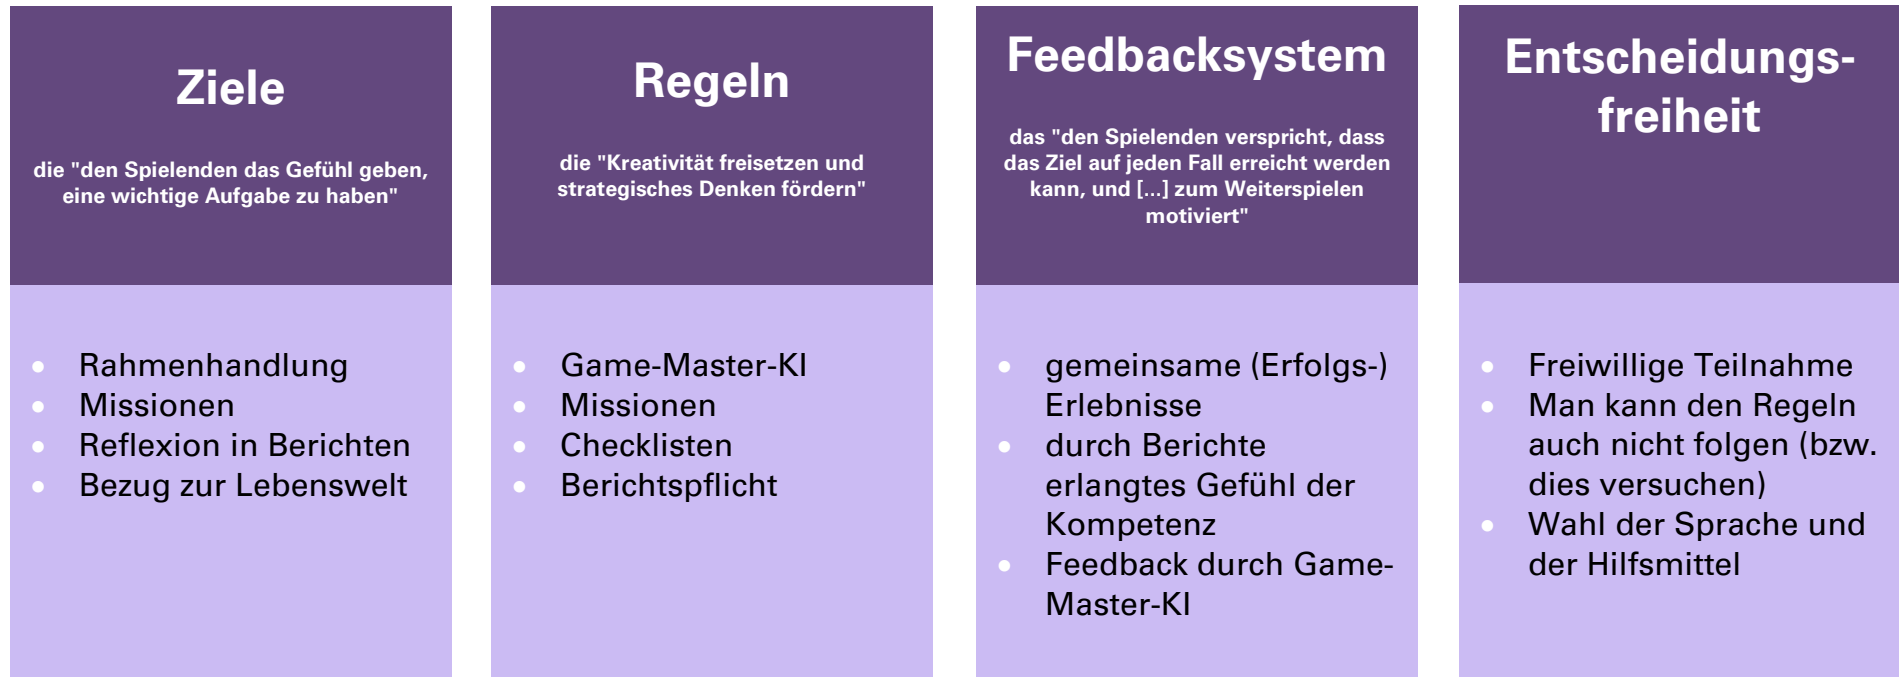 Ziele
die "den Spielenden das Gefühl geben,
eine wichtige Aufgabe zu haben"
Rahmenhandlung
Missionen
Reflexion in Berichten
Bezug zur Lebenswelt
Regeln
die "Kreativität freisetzen und
strategisches Denken fördern"
Game-Master-KI
Missionen
Checklisten
Berichtspflicht
Feedbacksystem
das "den Spielenden verspricht, dass
das Ziel auf jeden Fall erreicht werden
kann, und [...] zum Weiterspielen
motiviert"
gemeinsame (Erfolgs-)
Erlebnisse
durch Berichte
erlangtes Gefühl der
Kompetenz
Feedback durch Game-
Master-KI
Entscheidungs-
freiheit
Freiwillige Teilnahme
Man kann den Regeln
auch nicht folgen (bzw.
dies versuchen)
Wahl der Sprache und
der Hilfsmittel